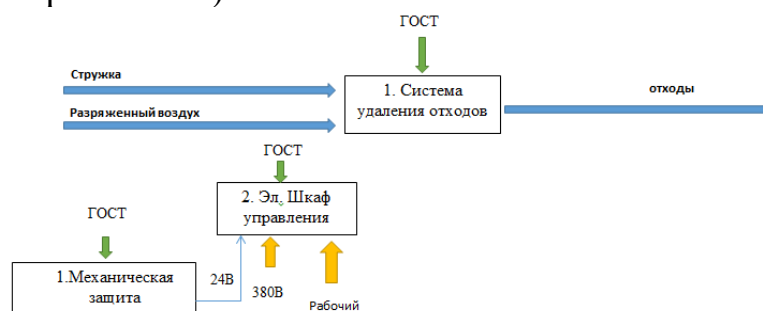 ГОСТ
Стружка
1. Система
удаления отходов
отходы
Разряженный воздух
ГОСТ
2. Эл, Шкаф
управления
ГОСТ
1.Механическая
защита
24В
380В
Рабочий